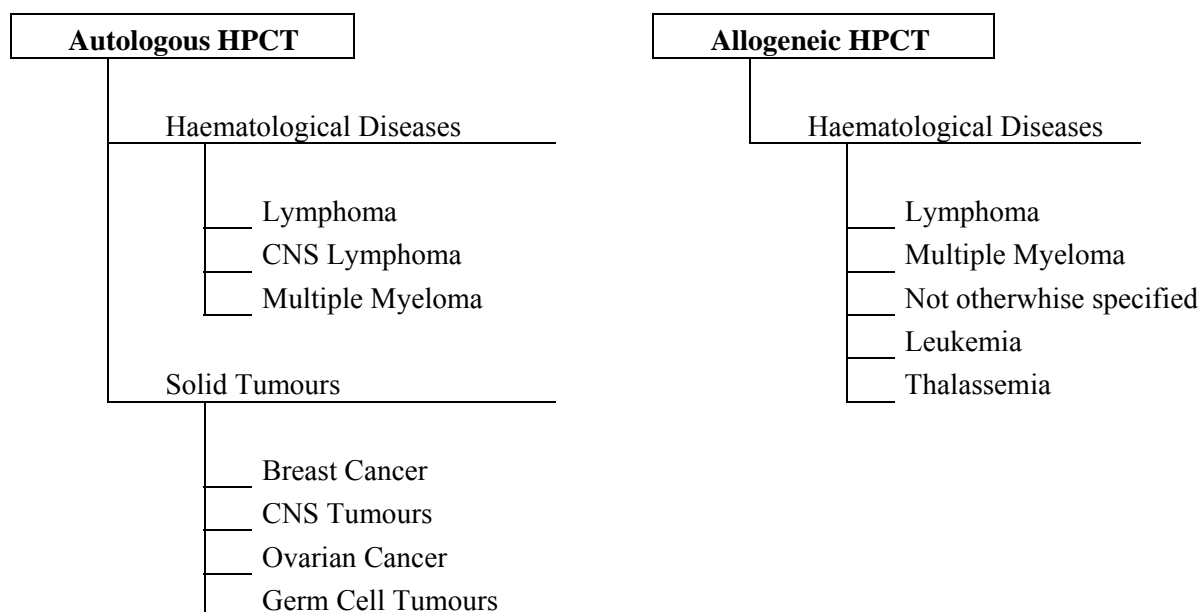 Autologous HPCT
Haematological Diseases
Lymphoma
CNS Lymphoma
Multiple Myeloma
Solid Tumours
Breast Cancer
CNS Tumours
Ovarian Cancer
Germ Cell Tumours
Allogeneic HPCT
Haematological Diseases
Lymphoma
Multiple Myeloma
Not otherwhise specified
Leukemia
Thalassemia